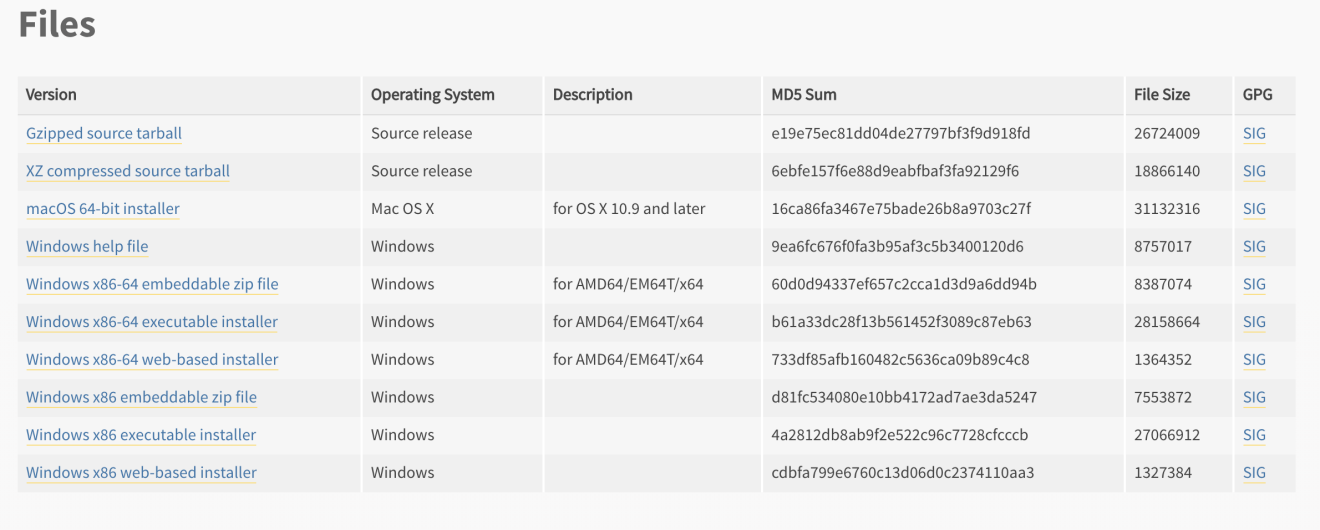 Files
Version Operating System Description MD5 Sum File Size GPG
Gzipped source tarball Source release e19e75ec81dd04de27797bf3f9d918fd 26724009 SIG
XZ compressed source tarball Source release 6ebfe157f6e88d9eabfbaf3fa92129f6 18866140 SIG
macOS 64-bit installer Mac OS X for OS X 10.9 and later 16ca86fa3467e75bade26b8a9703c27f 31132316 SIG
Windows help file Windows 9ea6fc676f0fa3b95af3c5b3400120d6 8757017 SIG
Windows x86-64 embeddable zip file Windows for AMD64/EM64T/x64 60d0d94337ef657c2cca1d3d9a6dd94b 8387074 SIG
Windows x86-64 executable installer Windows for AMD64/EM64T/x64 b61a33dc28f13b561452f3089c87eb63 28158664 SIG
Windows x86-64 web-based installer Windows for AMD64/EM64T/x64 733df85afb160482c5636ca09b89c4c8 1364352 SIG
Windows x86 embeddable zip file Windows d81fc534080e10bb4172ad7ae3da5247 7553872 SIG
Windows x86 executable installer Windows 4a2812db8ab9f2e522c96c7728cfcccb 27066912 SIG
Windows x86 web-based installer Windows cdbfa799e6760c13d06d0c2374110aa3 1327384 SIG